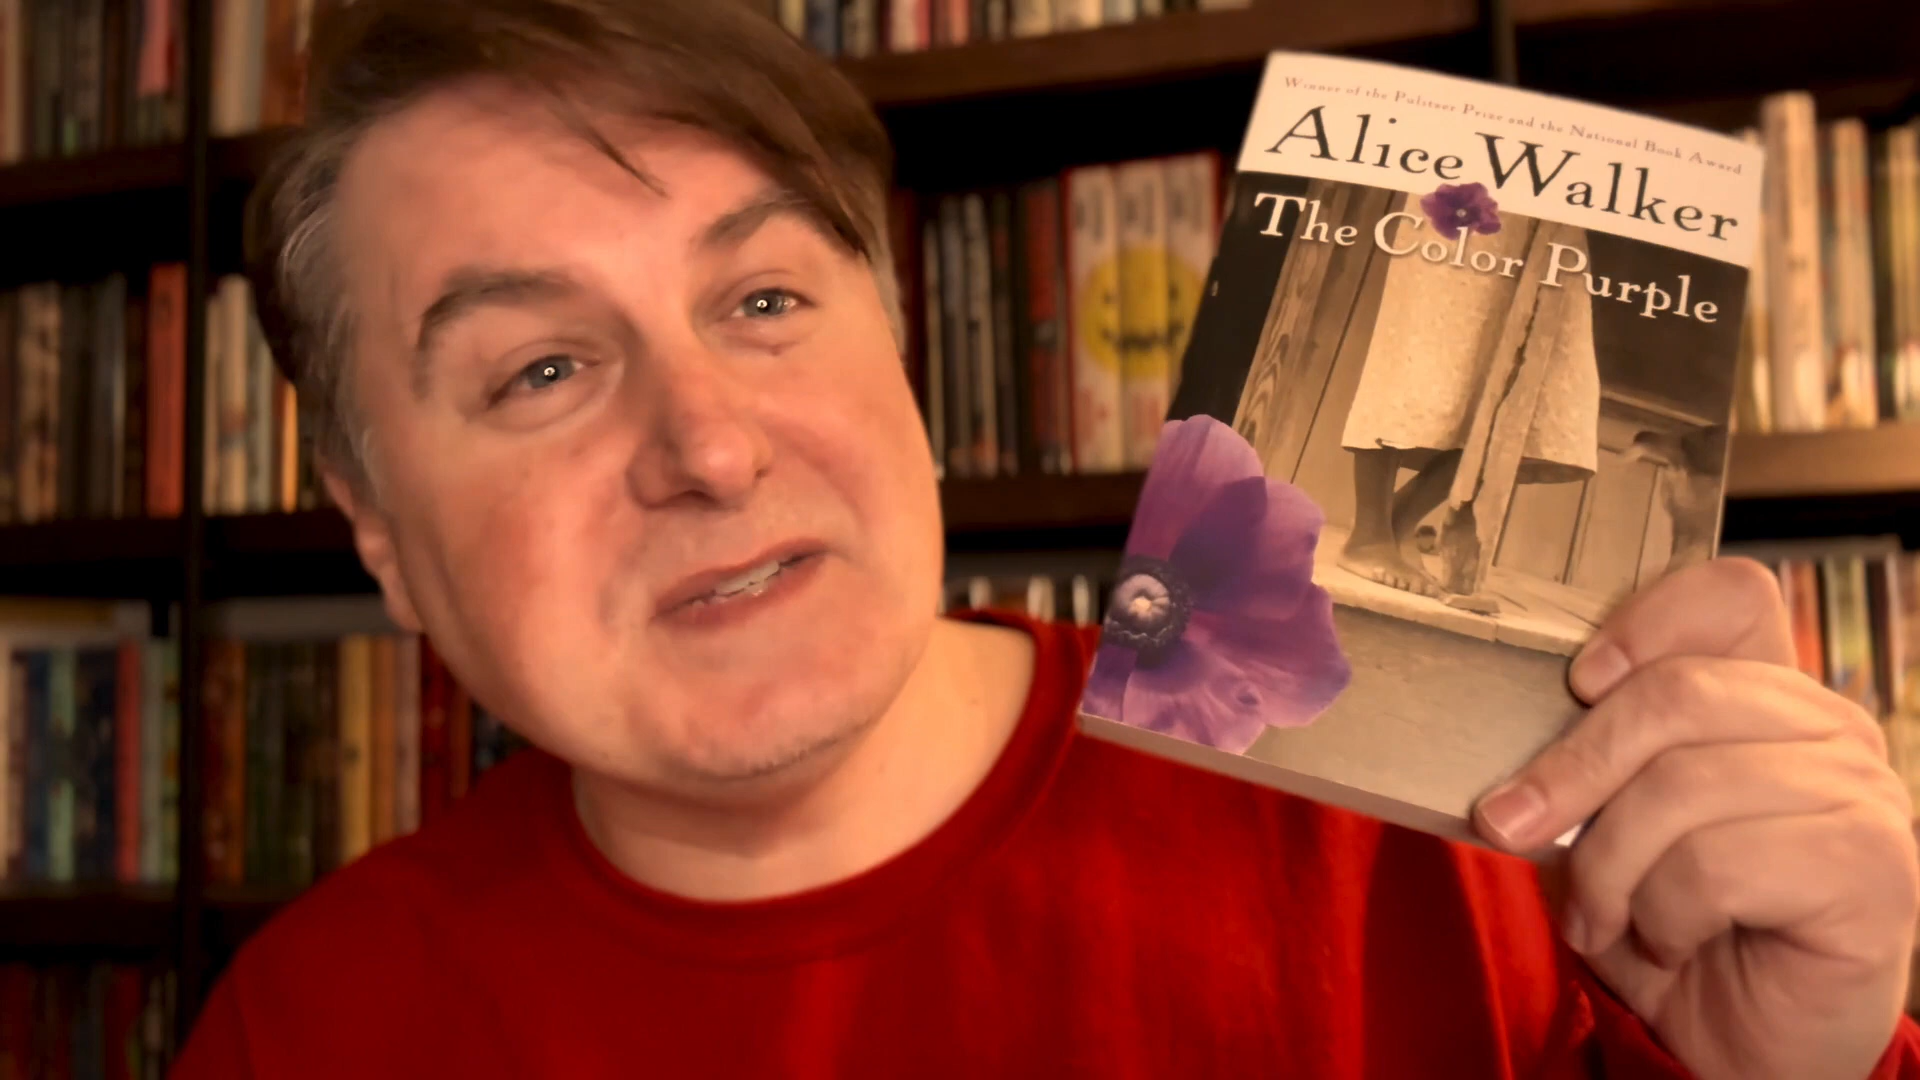 Winner of the Pulitzer Prize and the National Book Award
Alice Walker
The Color Purple